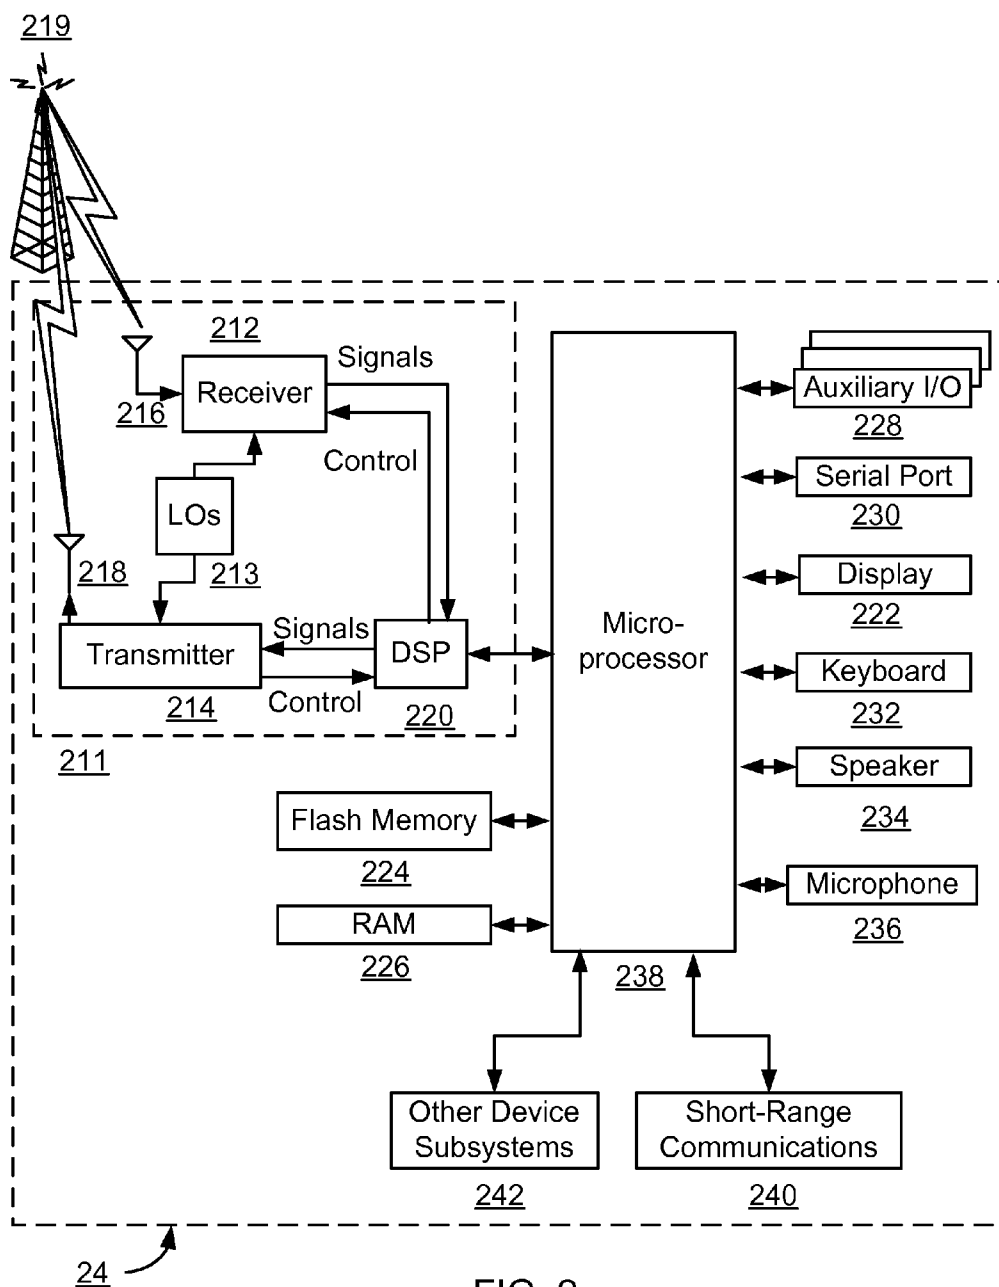 219
212
Signals
Receiver
216
Control
Auxiliary I/O
228
Serial Port
230
LOs
213
218
Display
222
Signals
Transmitter
DSP
Micro-
processor
Keyboard
232
Control
214
220
211
Speaker
234
Flash Memory
224
Microphone
236
RAM
226
238
Other Device
Subsystems
242
Short-Range
Communications
240
24